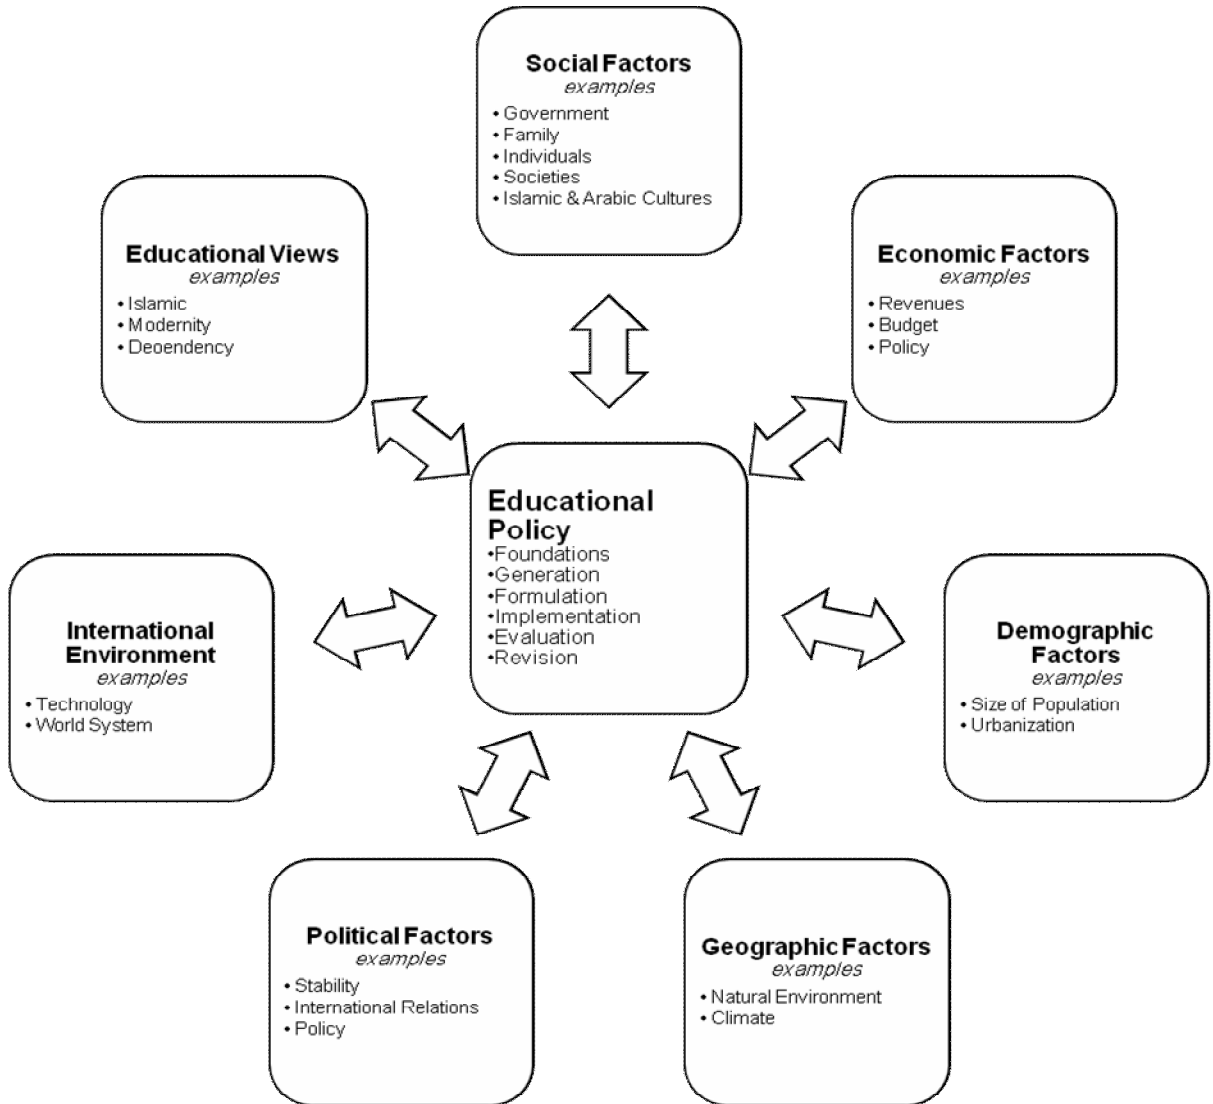 Social Factors
examples
• Government
• Family
• Individuals
• Societies
• Islamic & Arabic Cultures
Educational Views
examples
• Islamic
• Modernity
• Deoendency
Economic Factors
examples
• Revenues
• Budget
• Policy
Educational
Policy
•Foundations
•Generation
•Formulation
•Implementation
•Evaluation
•Revision
International
Environment
examples
• Technology
• World System
Demographic
Factors
examples
• Size of Population
• Urbanization
Political Factors
examples
• Stability
• International Relations
• Policy
Geographic Factors
examples
• Natural Environment
• Climate